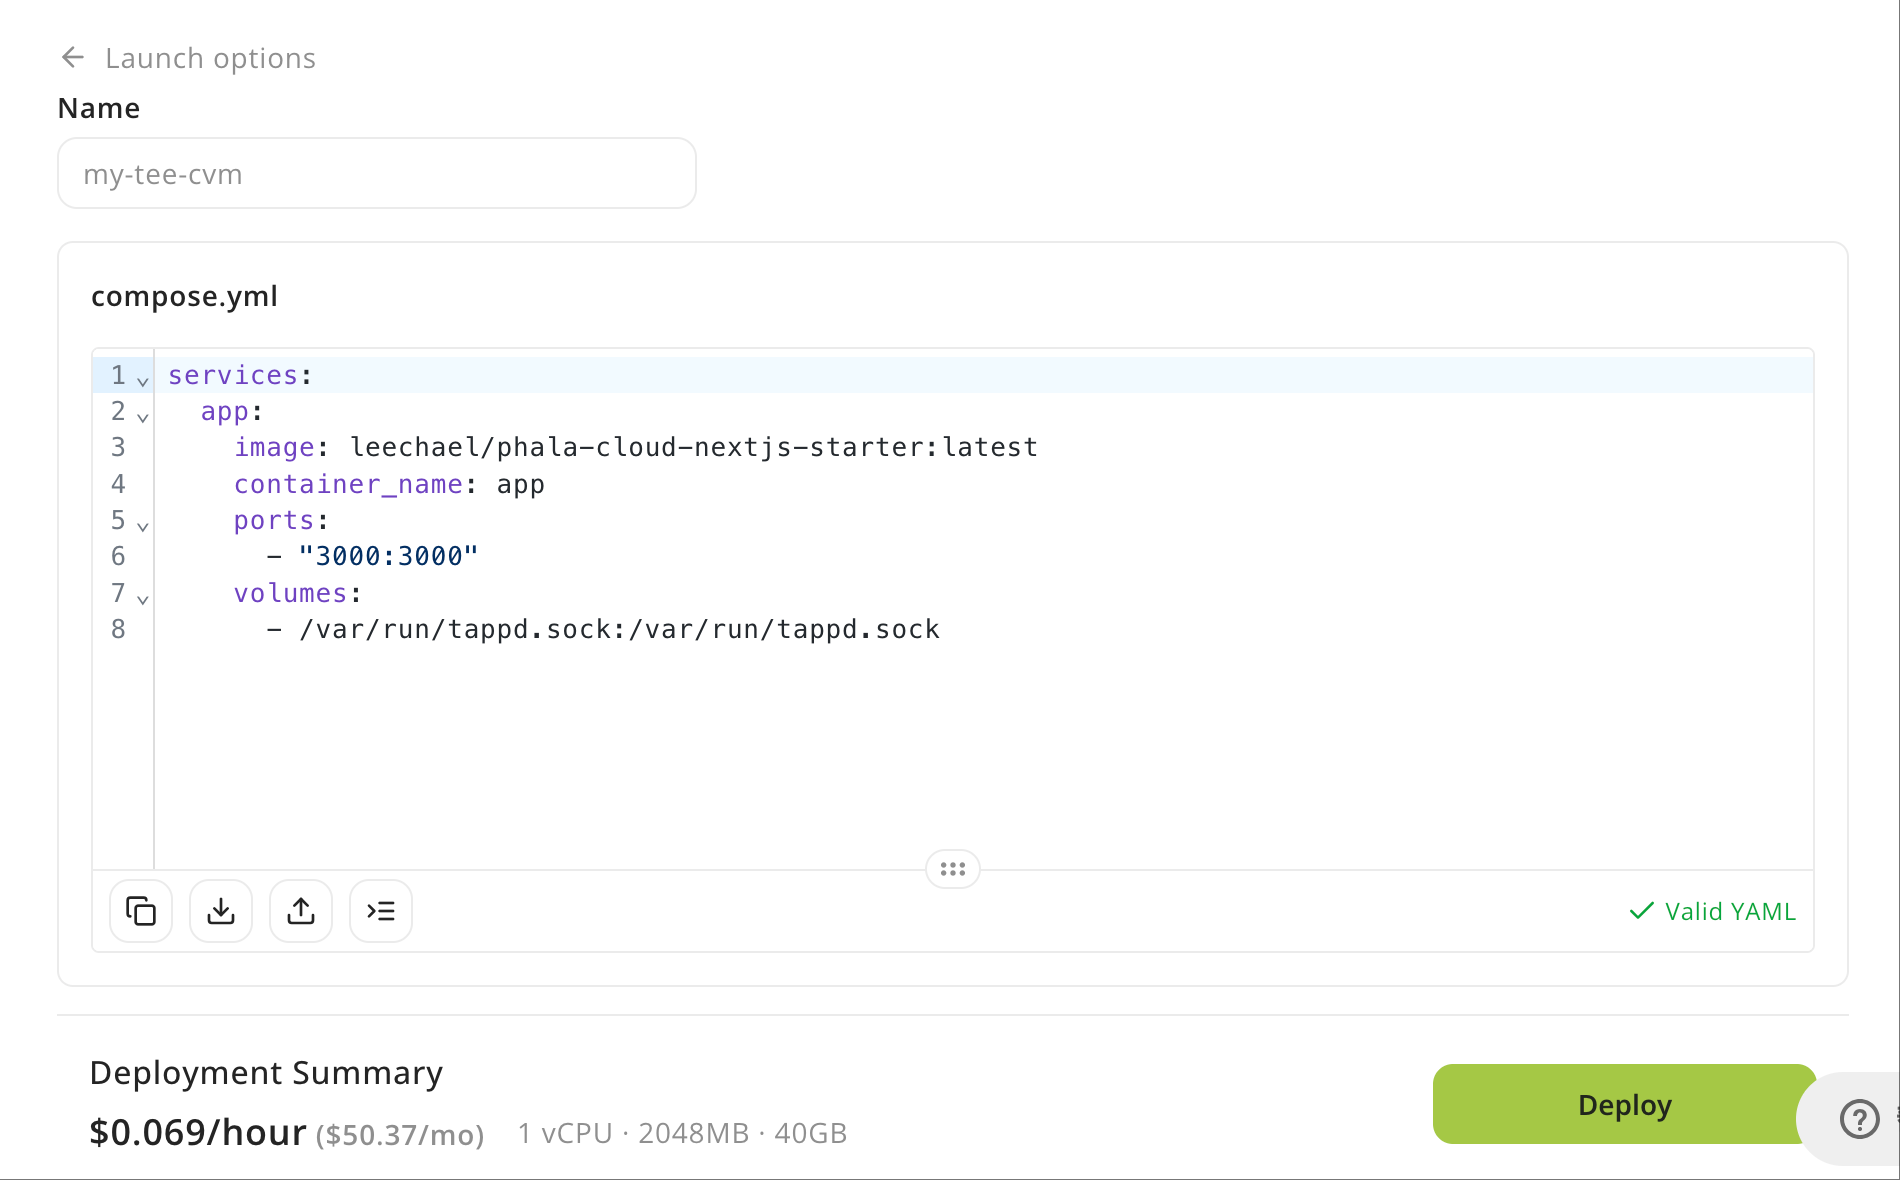 Launch options
Name
my-tee-cvm
compose.yml
1 services:
2   app:
3     image: leechael/phala-cloud-nextjs-starter:latest
4     container_name: app
5     ports:
6       - "3000:3000"
7     volumes:
8       - /var/run/tappd.sock:/var/run/tappd.sock
Valid YAML
Deployment Summary
$0.069/hour ($50.37/mo) 1 vCPU · 2048MB · 40GB
Deploy